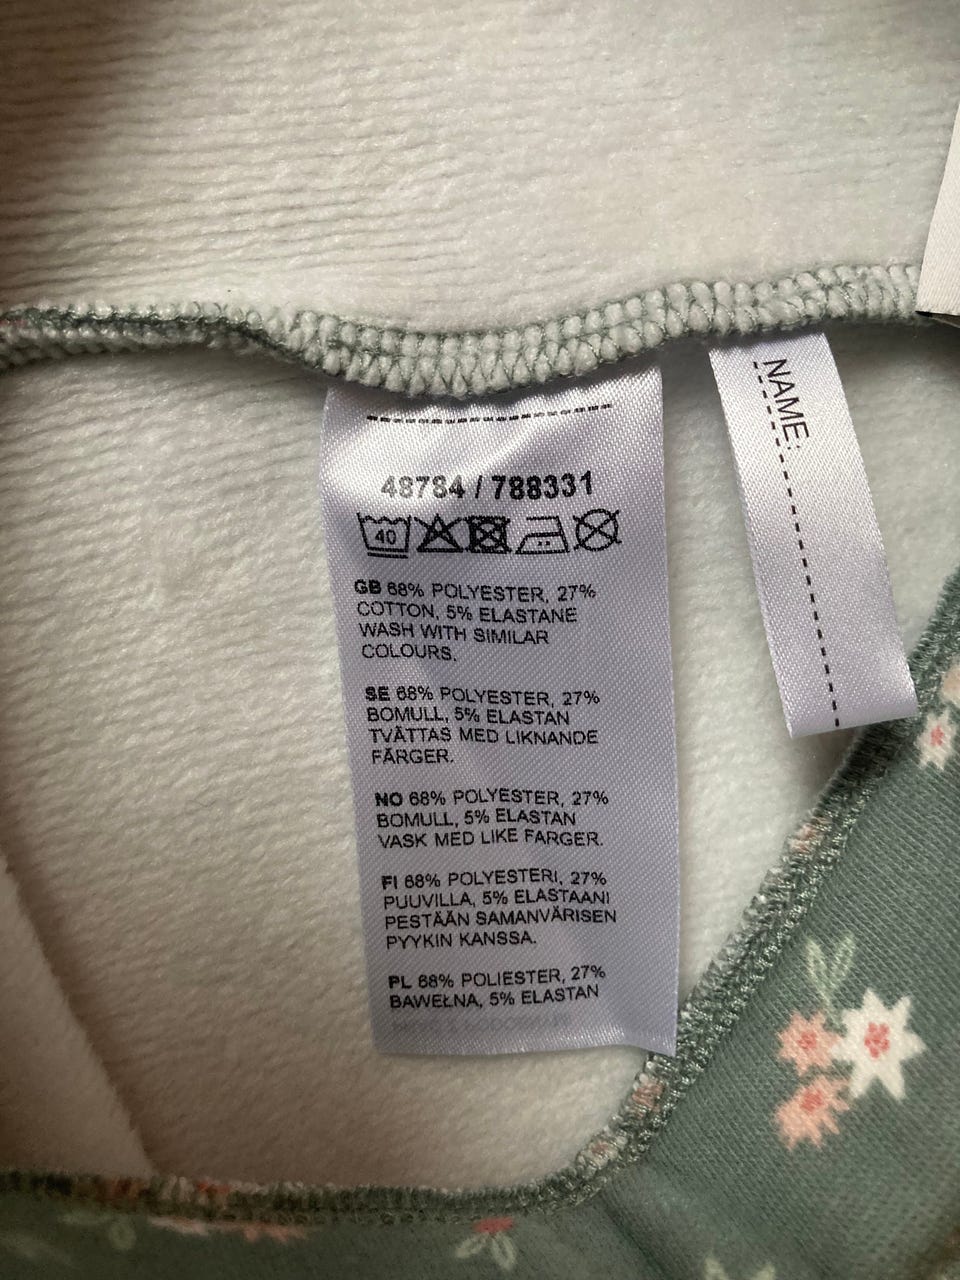 48784 / 788331
40
GB 68% POLYESTER, 27%
COTTON, 5% ELASTANE
WASH WITH SIMILAR
COLOURS.
SE 68% POLYESTER, 27%
BOMULL, 5% ELASTAN
TVÄTTAS MED LIKNANDE
FÄRGER.
NO 68% POLYESTER, 27%
BOMULL, 5% ELASTAN
VASK MED LIKE FARGER.
FI 68% POLYESTERI, 27%
PUUVILLA, 5% ELASTAANI
PESTÄÄN SAMANVÄRISEN
PYYKIN KANSSA.
PL 68% POLIESTER, 27%
BAWEŁNA, 5% ELASTAN
NAME: